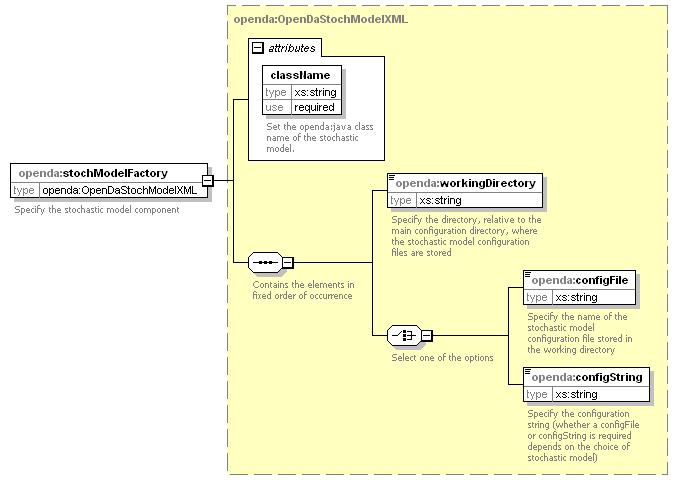 openda:OpenDaStochModelXML
attributes
className
type xs:string
use required
Set the openda:java class
name of the stochastic
model.
openda:stochModelFactory
type openda:OpenDaStochModelXML
Specify the stochastic model component
openda:workingDirectory
type xs:string
Specify the directory, relative to the
main configuration directory, where
the stochastic model configuration
files are stored
Contains the elements in
fixed order of occurrence
openda:configFile
type xs:string
Specify the name of the
stochastic model
configuration file stored in
the working directory
Select one of the options
openda:configString
type xs:string
Specify the configuration
string (whether a configFile
or configString is required
depends on the choice of
stochastic model)